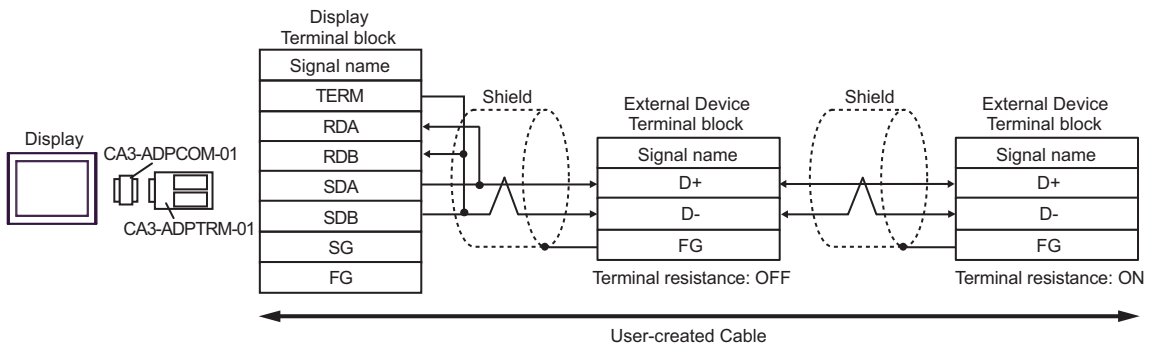 Display
CA3-ADPCOM-01
CA3-ADPTRM-01
Display
Terminal block
Signal name
TERM
RDA
RDB
SDA
SDB
SG
FG
Shield
External Device
Terminal block
Signal name
D+
D-
FG
Terminal resistance: OFF
Shield
External Device
Terminal block
Signal name
D+
D-
FG
Terminal resistance: ON
User-created Cable